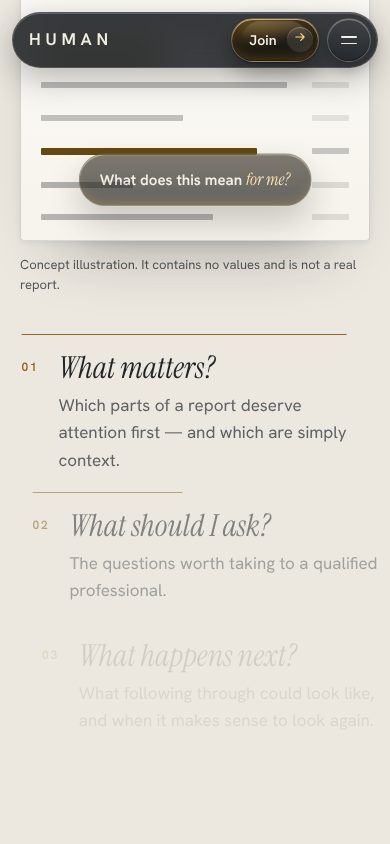 HUMAN
Join
What does this mean for me?
Concept illustration. It contains no values and is not a real
report.
01
What matters?
Which parts of a report deserve
attention first — and which are simply
context.
02
What should I ask?
The questions worth taking to a qualified
professional.
03
What happens next?
What following through could look like,
and when it makes sense to look again.